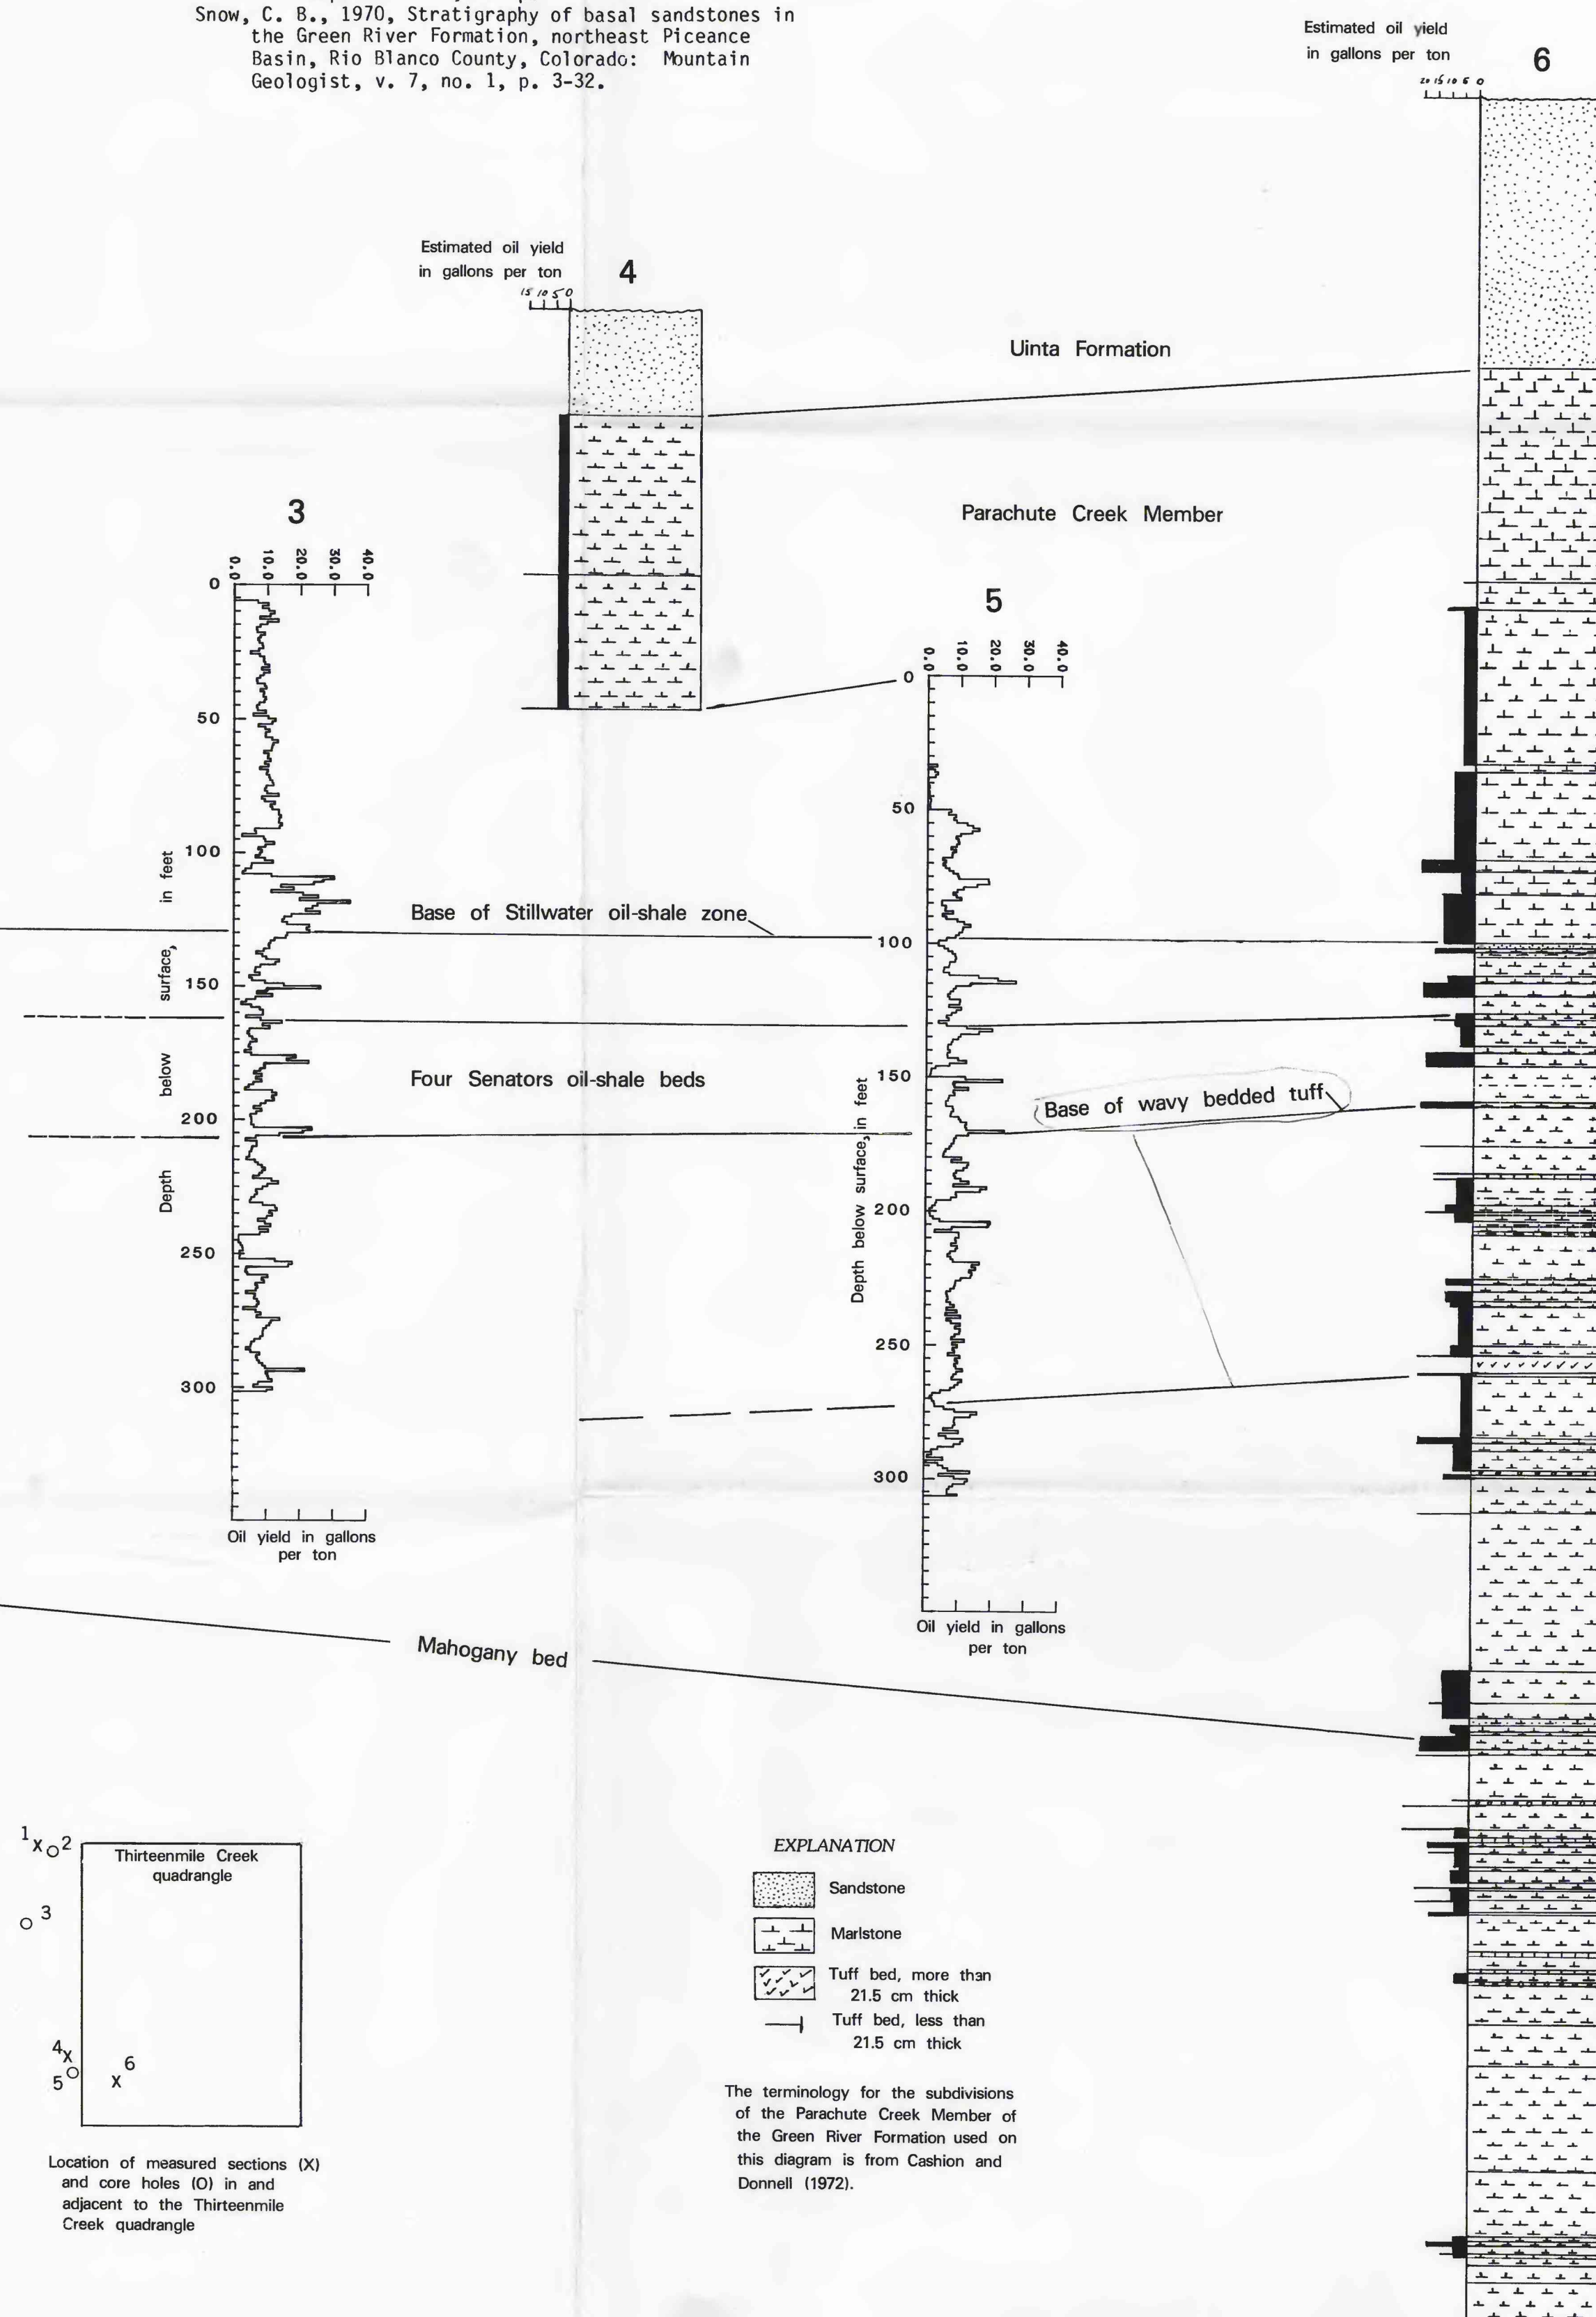 Snow, C. B., 1970, Stratigraphy of basal sandstones in
the Green River Formation, northeast Piceance
Basin, Rio Blanco County, Colorado: Mountain
Geologist, v. 7, no. 1, p. 3-32.
Estimated oil yield
in gallons per ton
6
20 15 10 5 0
Estimated oil yield
in gallons per ton
4
15 10 5 0
Uinta Formation
Parachute Creek Member
3
0.0 10.0 20.0 30.0 40.0
0
50
100
150
200
250
300
Depth below surface, in feet
Oil yield in gallons
per ton
5
0.0 10.0 20.0 30.0 40.0
0
50
100
150
200
250
300
Depth below surface, in feet
Oil yield in gallons
per ton
Base of Stillwater oil-shale zone
Four Senators oil-shale beds
Base of wavy bedded tuff
Mahogany bed
1 X O 2
Thirteenmile Creek
quadrangle
O 3
4 X
5 O
X 6
Location of measured sections (X)
and core holes (O) in and
adjacent to the Thirteenmile
Creek quadrangle
EXPLANATION
Sandstone
Marlstone
Tuff bed, more than
21.5 cm thick
Tuff bed, less than
21.5 cm thick
The terminology for the subdivisions
of the Parachute Creek Member of
the Green River Formation used on
this diagram is from Cashion and
Donnell (1972).